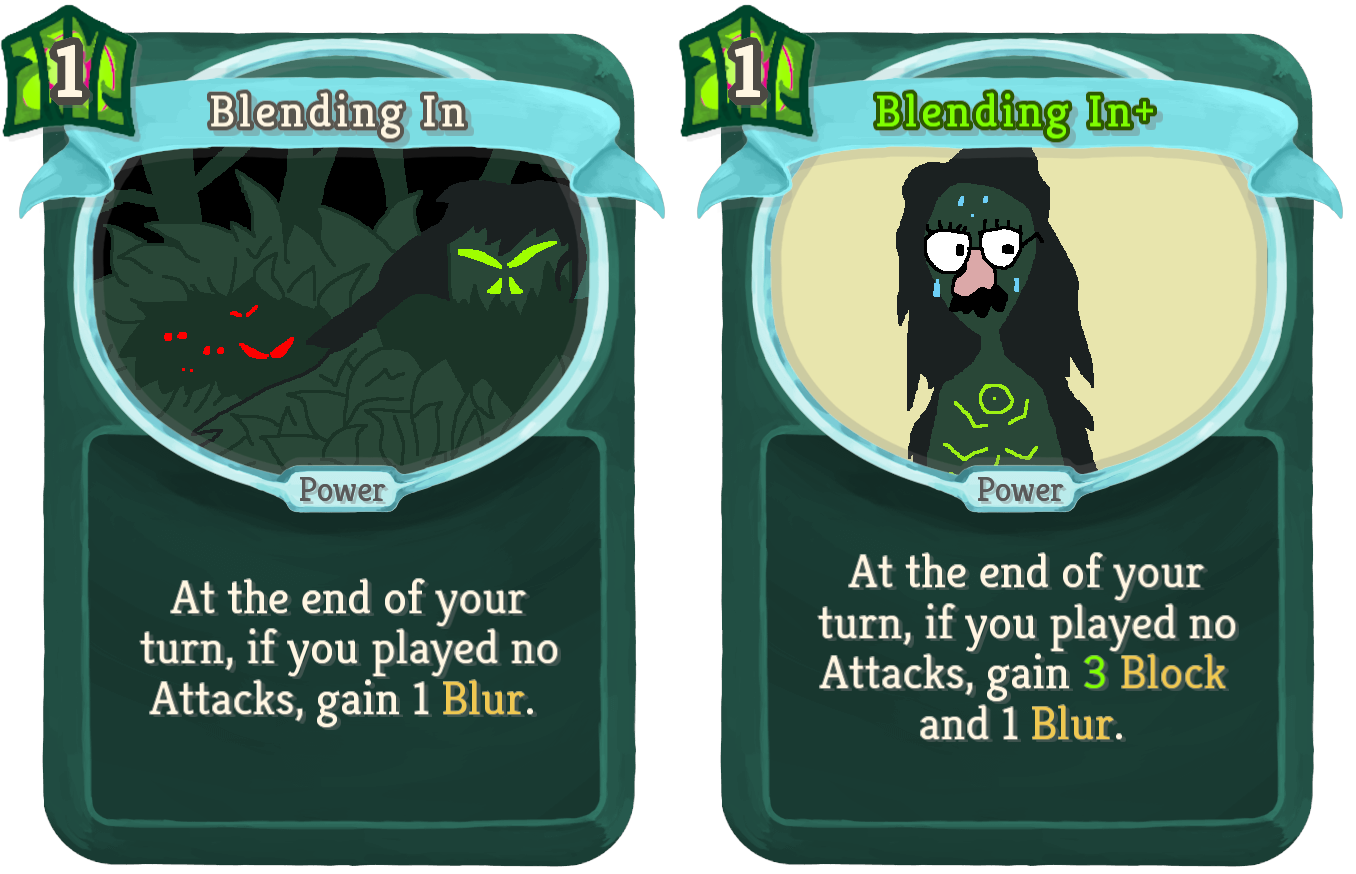 1
Blending In
Power
At the end of your
turn, if you played no
Attacks, gain 1 Blur.
1
Blending In+
Power
At the end of your
turn, if you played no
Attacks, gain 3 Block
and 1 Blur.